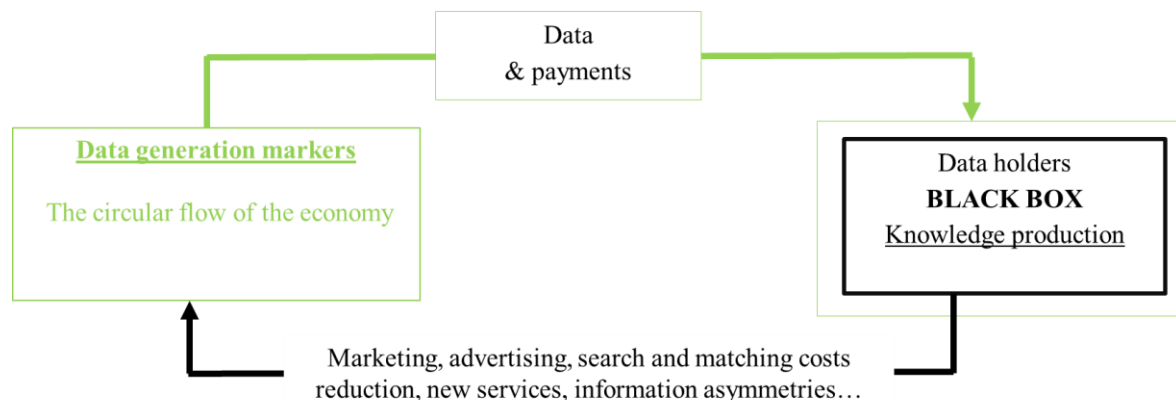 Data
& payments
Data generation markers
The circular flow of the economy
Data holders
BLACK BOX
Knowledge production
Marketing, advertising, search and matching costs
reduction, new services, information asymmetries…